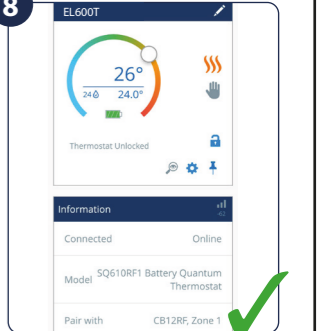 8
EL600T
26°
24 24.0°
Thermostat Unlocked
Information
Connected Online
Model SQ610RF1 Battery Quantum
Thermostat
Pair with CB12RF, Zone 1